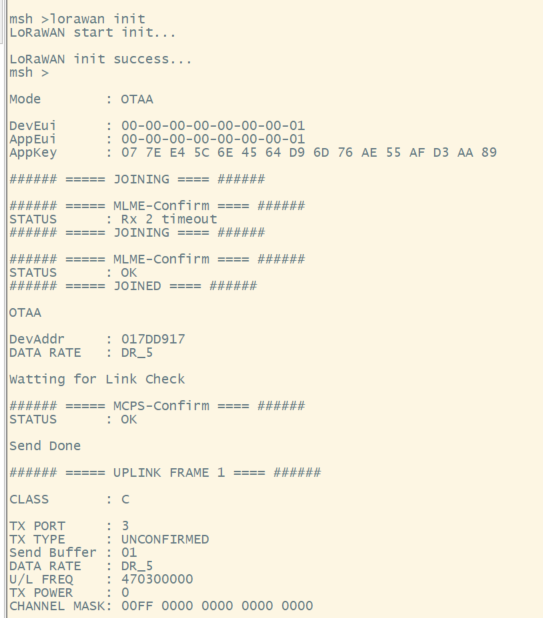 msh >lorawan init
LoRaWAN start init...
LoRaWAN init success...
msh >
Mode : OTAA
DevEui : 00-00-00-00-00-00-00-01
AppEui : 00-00-00-00-00-00-00-01
AppKey : 07 7E E4 5C 6E 45 64 D9 6D 76 AE 55 AF D3 AA 89
###### ===== JOINING ==== ######
###### ===== MLME-Confirm ==== ######
STATUS : Rx 2 timeout
###### ===== JOINING ==== ######
###### ===== MLME-Confirm ==== ######
STATUS : OK
###### ===== JOINED ==== ######
OTAA
DevAddr : 017DD917
DATA RATE : DR_5
Watting for Link Check
###### ===== MCPS-Confirm ==== ######
STATUS : OK
Send Done
###### ===== UPLINK FRAME 1 ==== ######
CLASS : C
TX PORT : 3
TX TYPE : UNCONFIRMED
Send Buffer : 01
DATA RATE : DR_5
U/L FREQ : 470300000
TX POWER : 0
CHANNEL MASK: 00FF 0000 0000 0000 0000